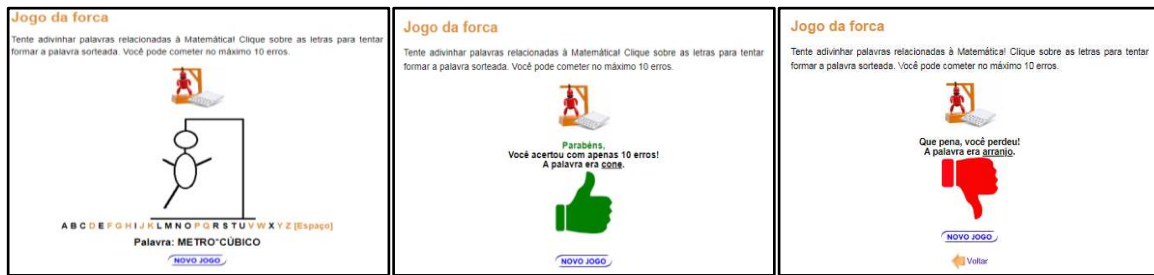 Jogo da forca
Tente adivinhar palavras relacionadas à Matemática! Clique sobre as letras para tentar
formar a palavra sorteada. Você pode cometer no máximo 10 erros.
A B C D E F G H I J K L M N O P Q R S T U V W X Y Z [Espaço]
Palavra: METRO*CÚBICO
NOVO JOGO
Jogo da forca
Tente adivinhar palavras relacionadas à Matemática! Clique sobre as letras para tentar
formar a palavra sorteada. Você pode cometer no máximo 10 erros.
Parabéns,
Você acertou com apenas 10 erros!
A palavra era cone.
NOVO JOGO
Jogo da forca
Tente adivinhar palavras relacionadas à Matemática! Clique sobre as letras para tentar
formar a palavra sorteada. Você pode cometer no máximo 10 erros.
Que pena, você perdeu!
A palavra era arranjo.
NOVO JOGO
Voltar